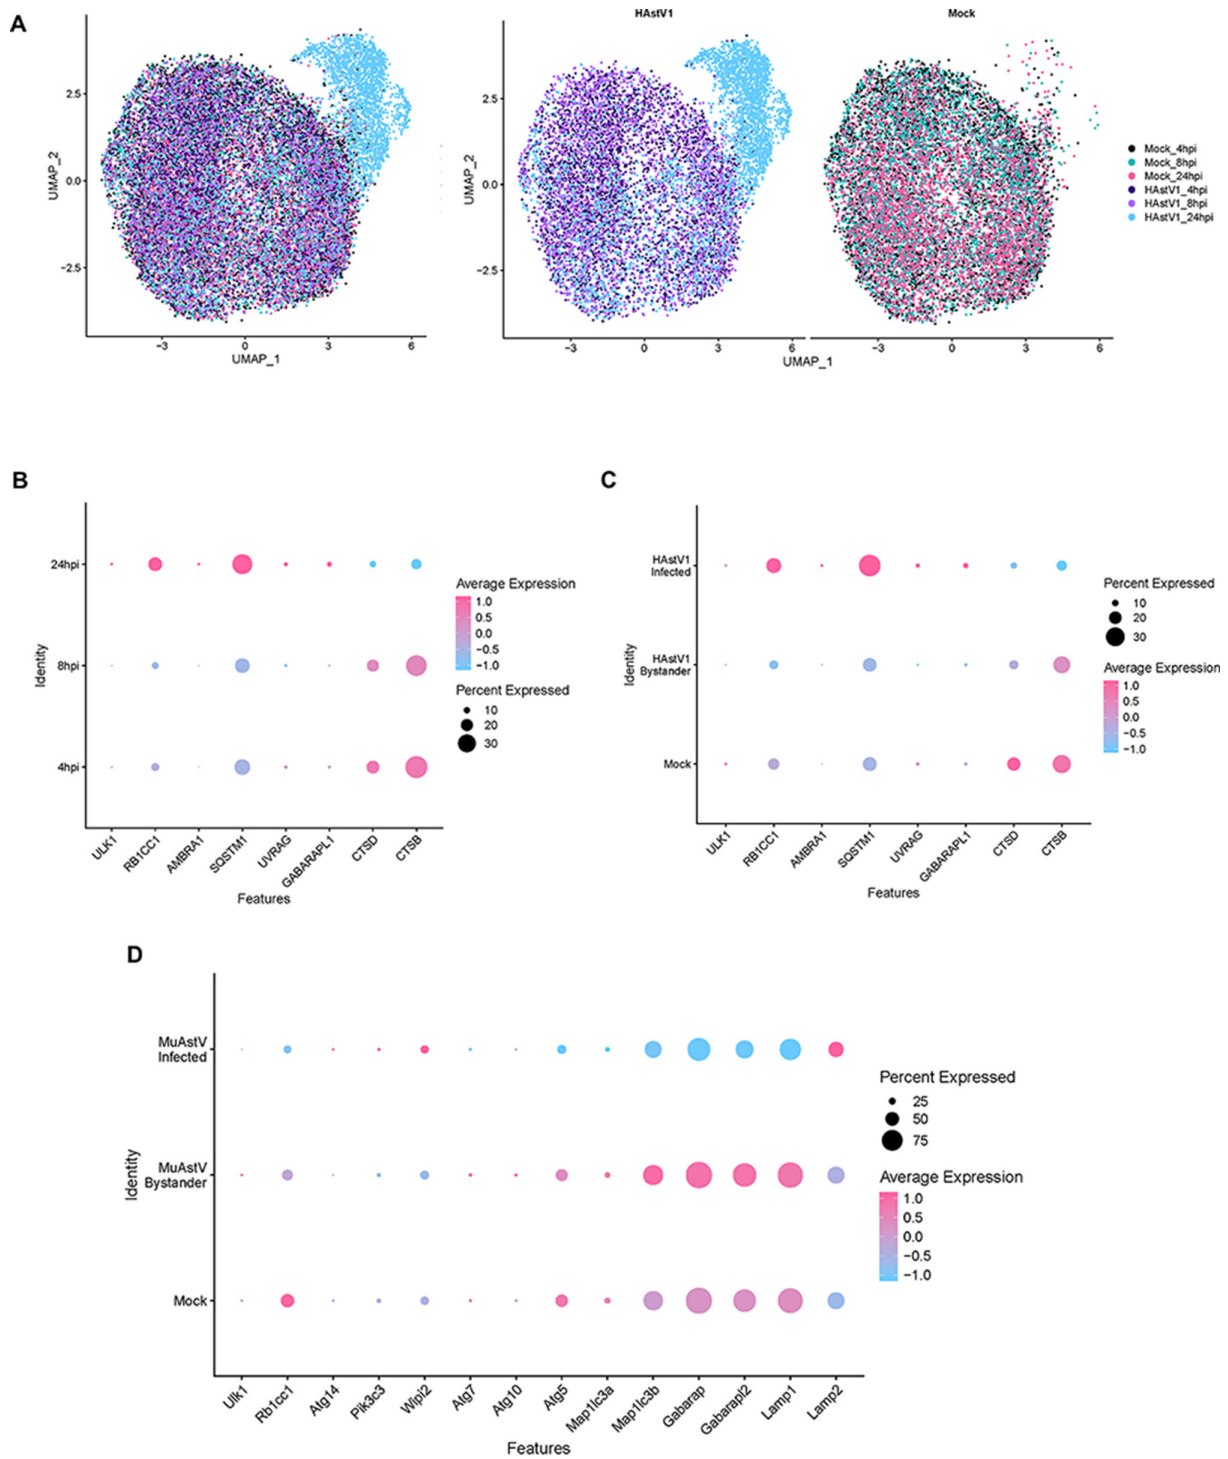 A
HAstV1
Mock
2.5
0.0
−2.5
UMAP_2
−3
0
3
6
UMAP_1
2.5
0.0
−2.5
UMAP_2
−3
0
3
6
−3
0
3
6
UMAP_1
Mock_4hpi
Mock_8hpi
Mock_24hpi
HAstV1_4hpi
HAstV1_8hpi
HAstV1_24hpi
B
24hpi
8hpi
4hpi
Identity
ULK1
RB1CC1
AMBRA1
SQSTM1
UVRAG
GABARAPL1
CTSD
CTSB
Features
Average Expression
1.0
0.5
0.0
−0.5
−1.0
Percent Expressed
10
20
30
C
HAstV1
Infected
HAstV1
Bystander
Mock
Identity
ULK1
RB1CC1
AMBRA1
SQSTM1
UVRAG
GABARAPL1
CTSD
CTSB
Features
Percent Expressed
10
20
30
Average Expression
1.0
0.5
0.0
−0.5
−1.0
D
MuAstV
Infected
MuAstV
Bystander
Mock
Identity
Ulk1
Rb1cc1
Atg14
Pik3c3
Wipi2
Atg7
Atg10
Atg5
Map1lc3a
Map1lc3b
Gabarap
Gabarapl2
Lamp1
Lamp2
Features
Percent Expressed
25
50
75
Average Expression
1.0
0.5
0.0
−0.5
−1.0